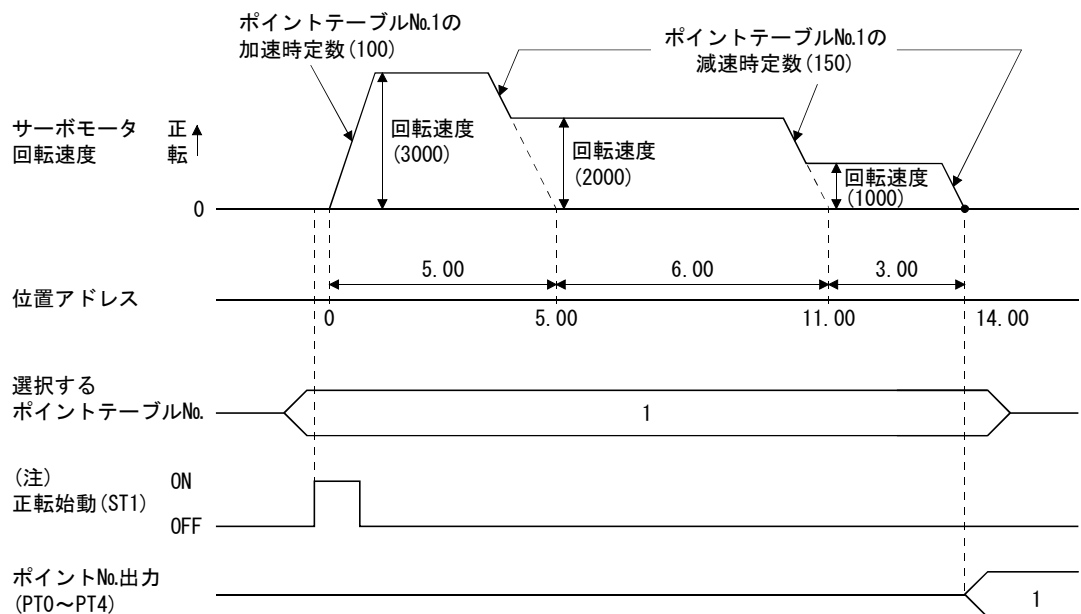 ポイントテーブル№1の
加速時定数(100)
ポイントテーブル№1の
減速時定数(150)
サーボモータ
回転速度
正
転
回転速度
(3000)
回転速度
(2000)
回転速度
(1000)
0
5.00
6.00
3.00
位置アドレス
0
5.00
11.00
14.00
選択する
ポイントテーブル№.
1
(注)
正転始動(ST1)
ON
OFF
ポイント№出力
(PT0～PT4)
1